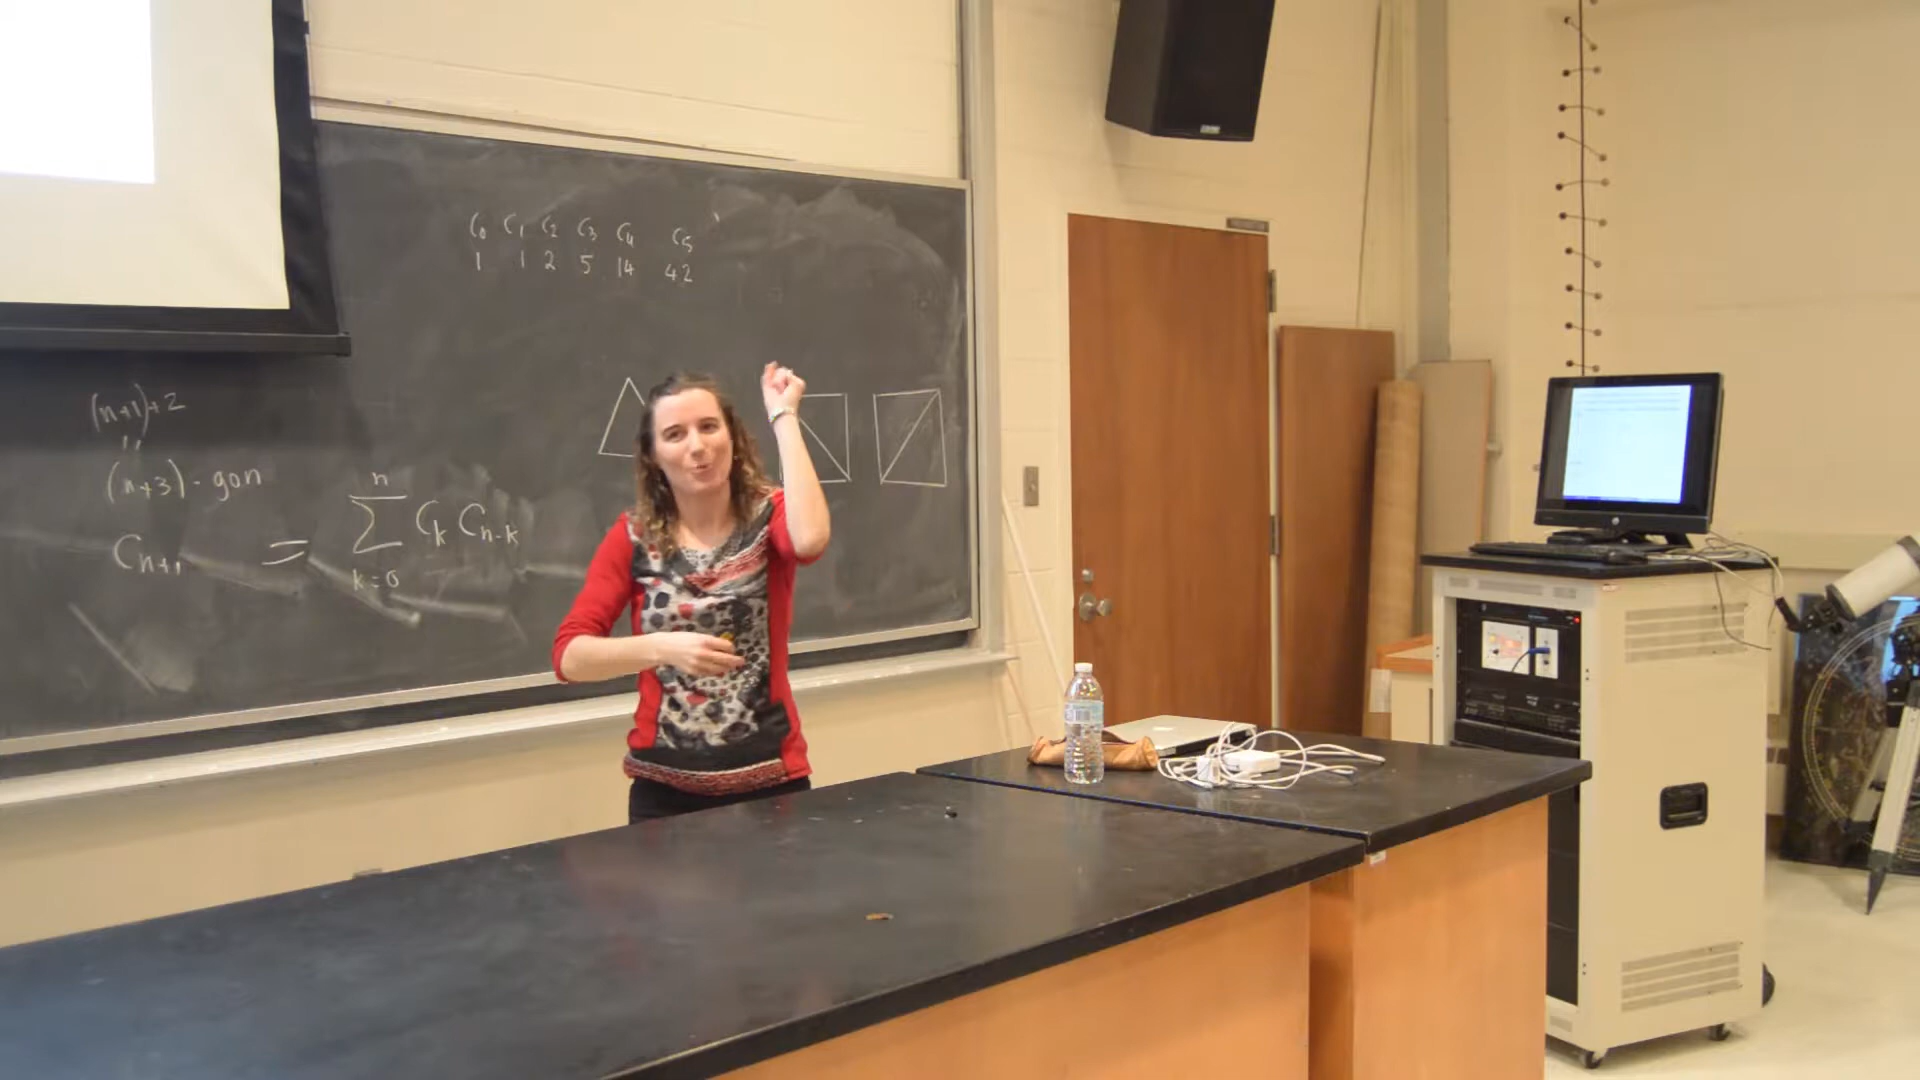 C₀ C₁ C₂ C₃ C₄ C₅
1 1 2 5 14 42
(n+1)+2
"
(n+3)-gon
n
Cₙ₊₁ = ∑ Cₖ Cₙ₋ₖ
k=0